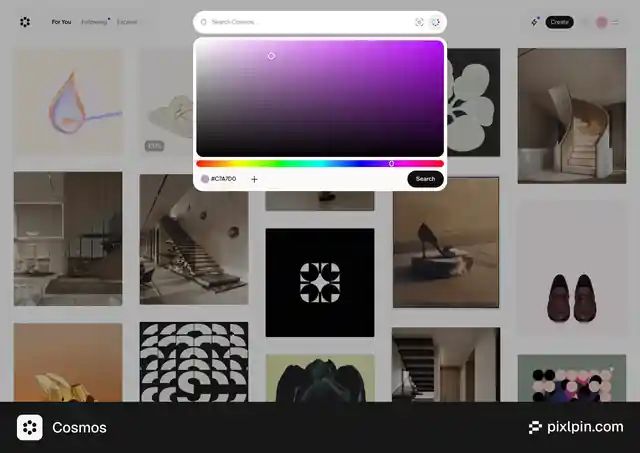 For You
Following
Explore
Search Cosmos...
Create
#C7A7D0
Search
Cosmos
pixlpin.com